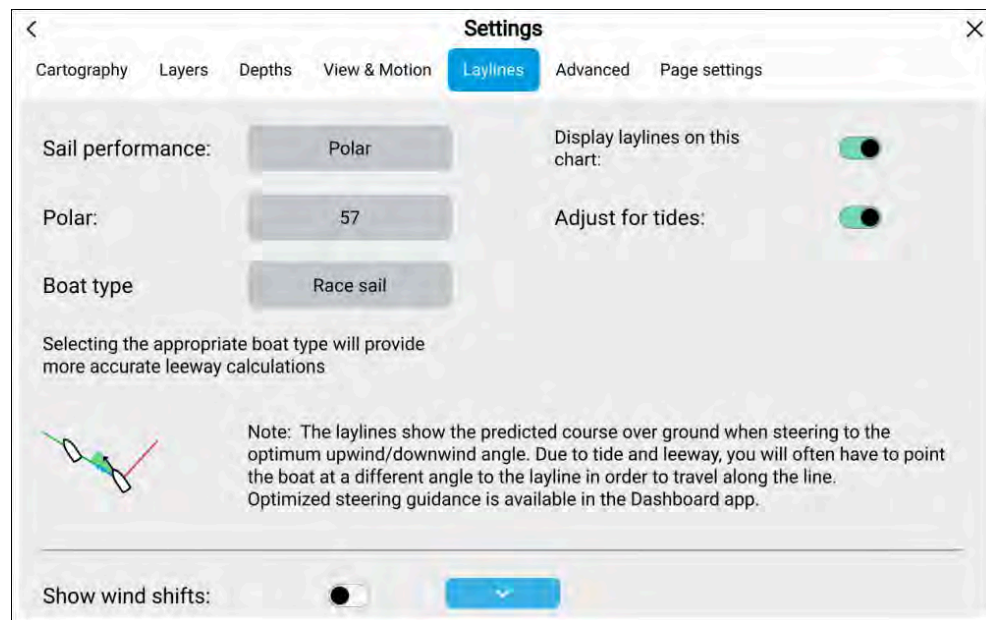 Settings
Cartography Layers Depths View & Motion Laylines Advanced Page settings
Sail performance: Polar
Display laylines on this
chart:
Polar: 57
Adjust for tides:
Boat type Race sail
Selecting the appropriate boat type will provide
more accurate leeway calculations
Note: The laylines show the predicted course over ground when steering to the
optimum upwind/downwind angle. Due to tide and leeway, you will often have to point
the boat at a different angle to the layline in order to travel along the line.
Optimized steering guidance is available in the Dashboard app.
Show wind shifts: